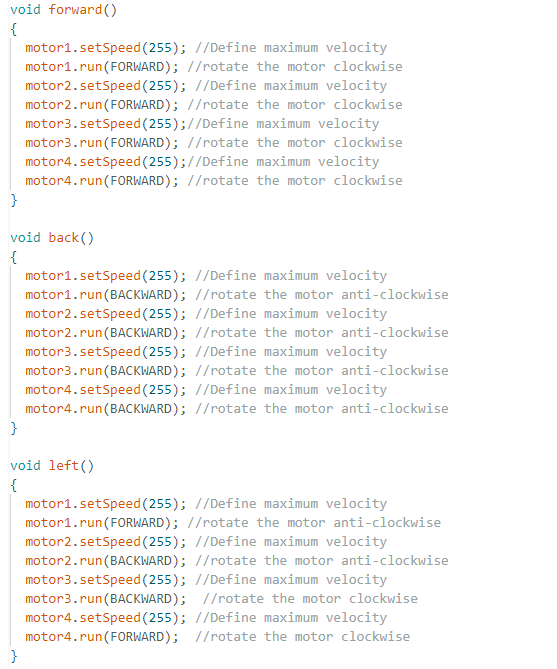 void forward()
{
  motor1.setSpeed(255); //Define maximum velocity
  motor1.run(FORWARD); //rotate the motor clockwise
  motor2.setSpeed(255); //Define maximum velocity
  motor2.run(FORWARD); //rotate the motor clockwise
  motor3.setSpeed(255);//Define maximum velocity
  motor3.run(FORWARD); //rotate the motor clockwise
  motor4.setSpeed(255);//Define maximum velocity
  motor4.run(FORWARD); //rotate the motor clockwise
}

void back()
{
  motor1.setSpeed(255); //Define maximum velocity
  motor1.run(BACKWARD); //rotate the motor anti-clockwise
  motor2.setSpeed(255); //Define maximum velocity
  motor2.run(BACKWARD); //rotate the motor anti-clockwise
  motor3.setSpeed(255); //Define maximum velocity
  motor3.run(BACKWARD); //rotate the motor anti-clockwise
  motor4.setSpeed(255); //Define maximum velocity
  motor4.run(BACKWARD); //rotate the motor anti-clockwise
}

void left()
{
  motor1.setSpeed(255); //Define maximum velocity
  motor1.run(FORWARD); //rotate the motor anti-clockwise
  motor2.setSpeed(255); //Define maximum velocity
  motor2.run(BACKWARD); //rotate the motor anti-clockwise
  motor3.setSpeed(255); //Define maximum velocity
  motor3.run(BACKWARD);  //rotate the motor clockwise
  motor4.setSpeed(255); //Define maximum velocity
  motor4.run(FORWARD);  //rotate the motor clockwise
}